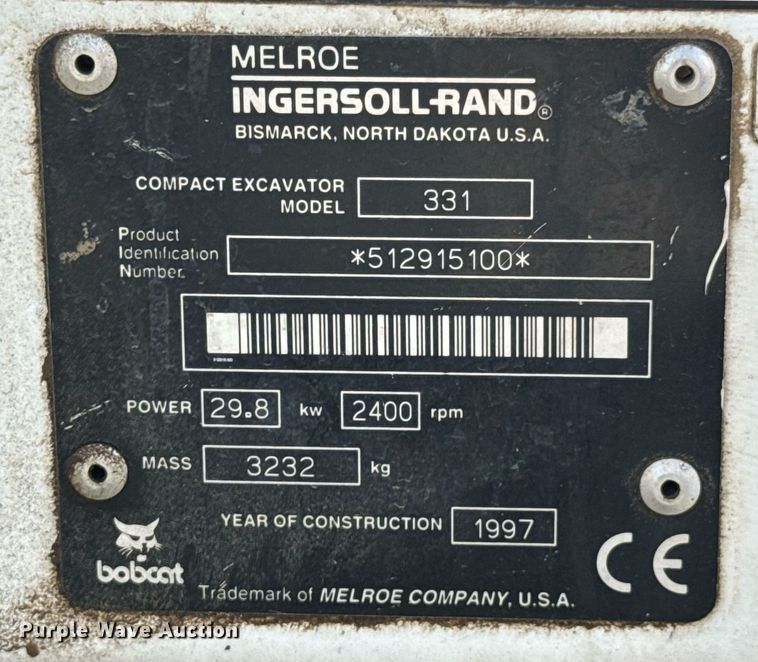 MELROE
INGERSOLL-RAND®
BISMARCK, NORTH DAKOTA U.S.A.
COMPACT EXCAVATOR
MODEL 331
Product
Identification
Number *512915100*
POWER 29.8 kw 2400 rpm
MASS 3232 kg
YEAR OF CONSTRUCTION 1997
bobcat
CE
Trademark of MELROE COMPANY, U.S.A.
Purple Wave Auction